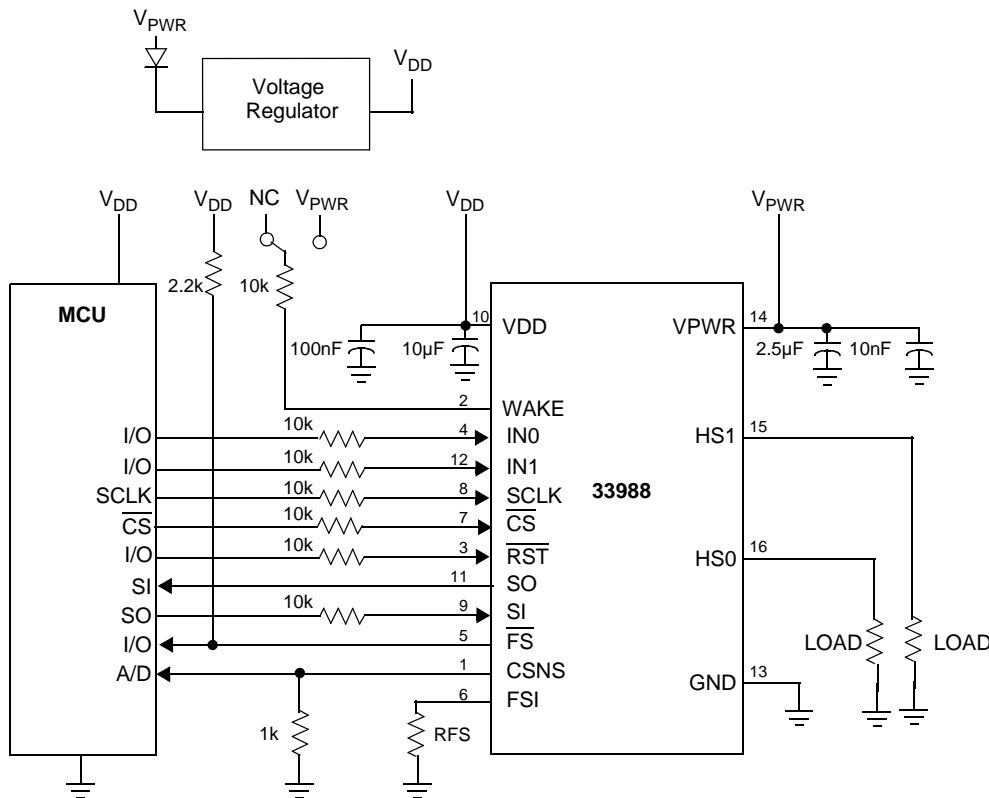 VPWR
Voltage
Regulator
VDD
VDD
VDD
NC
VPWR
VDD
VPWR
2.2k
10k
MCU
10
VDD
VPWR
14
100nF
10µF
2.5µF
10nF
2
WAKE
I/O
10k
4
IN0
HS1
15
I/O
10k
12
IN1
SCLK
10k
8
SCLK
33988
CS
10k
7
CS
I/O
10k
3
RST
HS0
16
SI
11
SO
SO
10k
9
SI
I/O
5
FS
LOAD
LOAD
A/D
1
CSNS
GND
13
6
FSI
1k
RFS